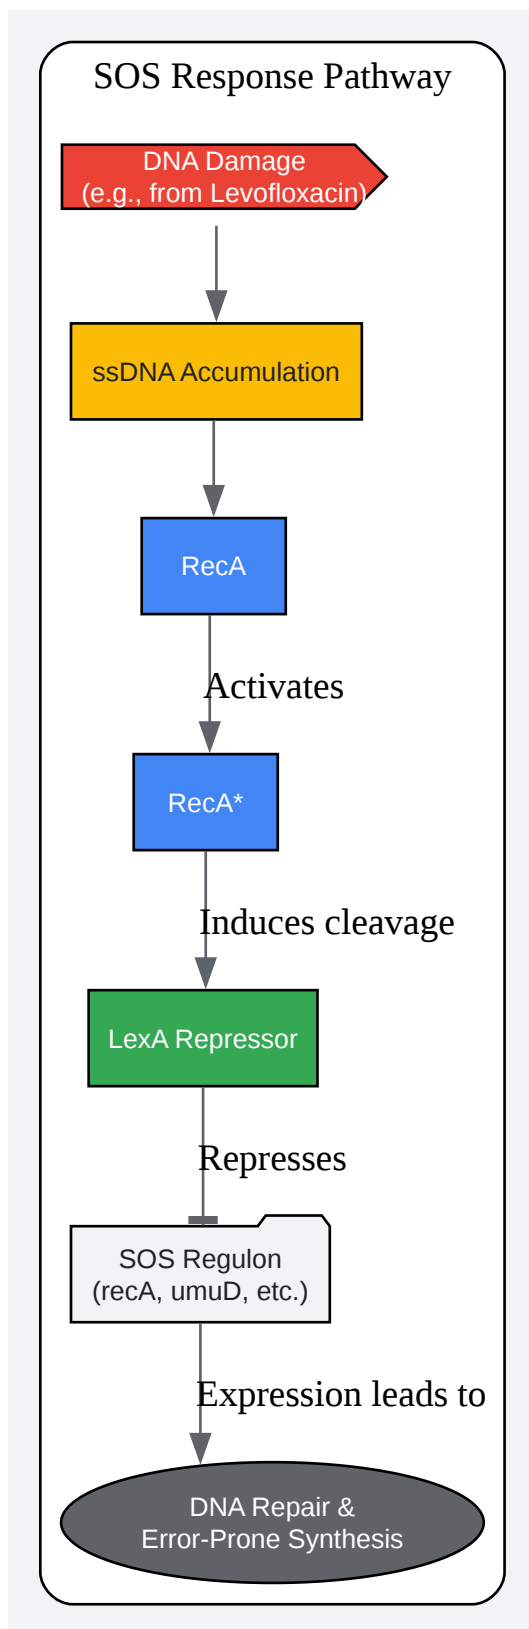 SOS Response Pathway
DNA Damage
(e.g., from Levofloxacin)
ssDNA Accumulation
RecA
Activates
RecA*
Induces cleavage
LexA Repressor
Represses
SOS Regulon
(recA, umuD, etc.)
Expression leads to
DNA Repair &
Error-Prone Synthesis